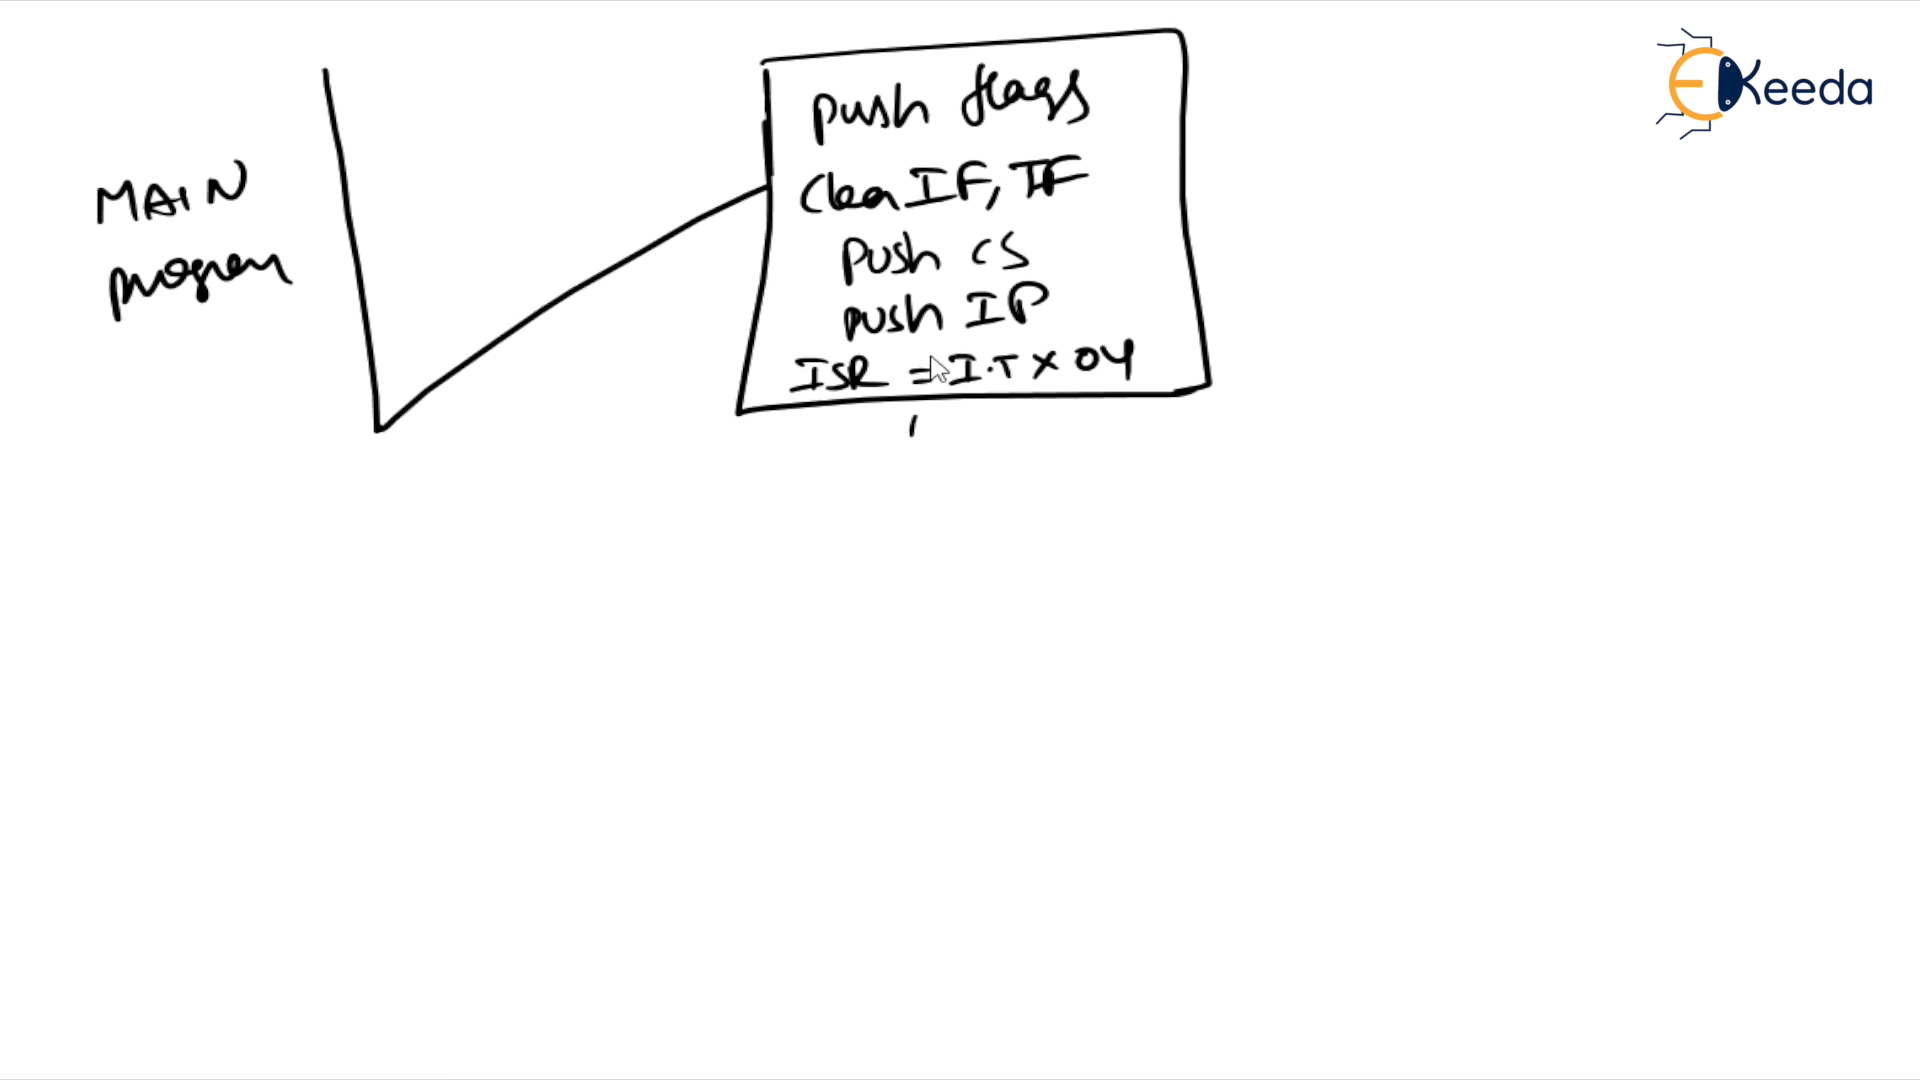 MAIN
program
push flags
Clear IF, TF
Push CS
push IP
ISR = I.T X 04
EKeeda